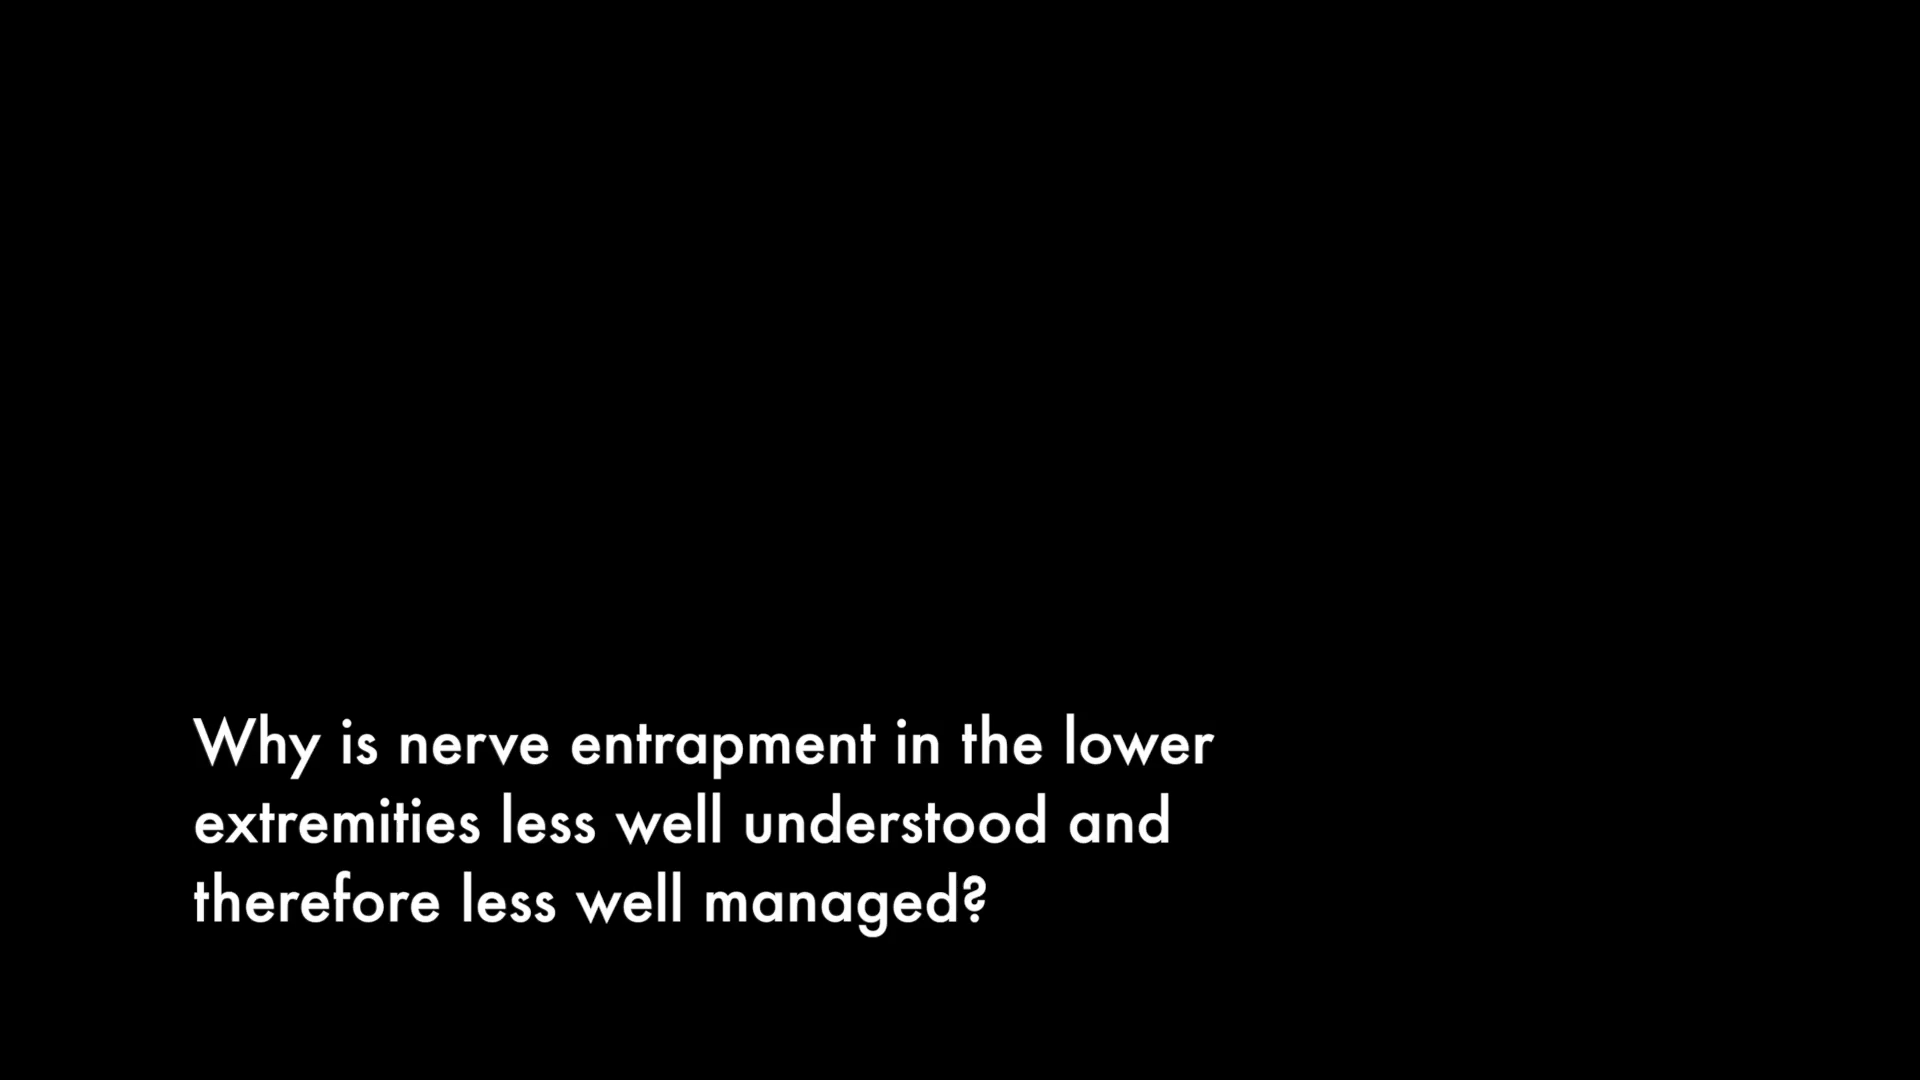 Why is nerve entrapment in the lower
extremities less well understood and
therefore less well managed?